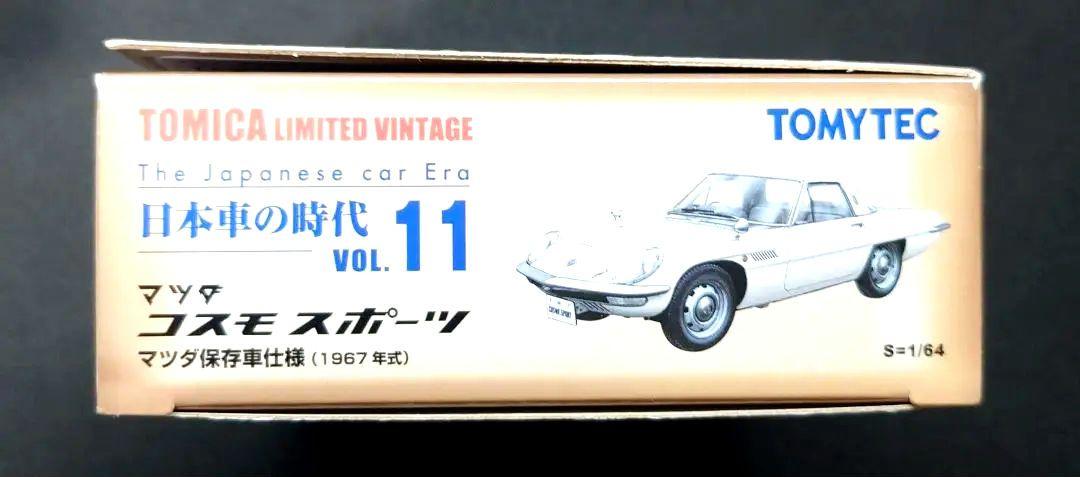 TOMICA LIMITED VINTAGE
TOMYTEC
The Japanese car Era
日本車の時代
VOL. 11
マツダ
コスモ スポーツ
マツダ保存車仕様 (1967年式)
COSMO SPORT
S=1/64